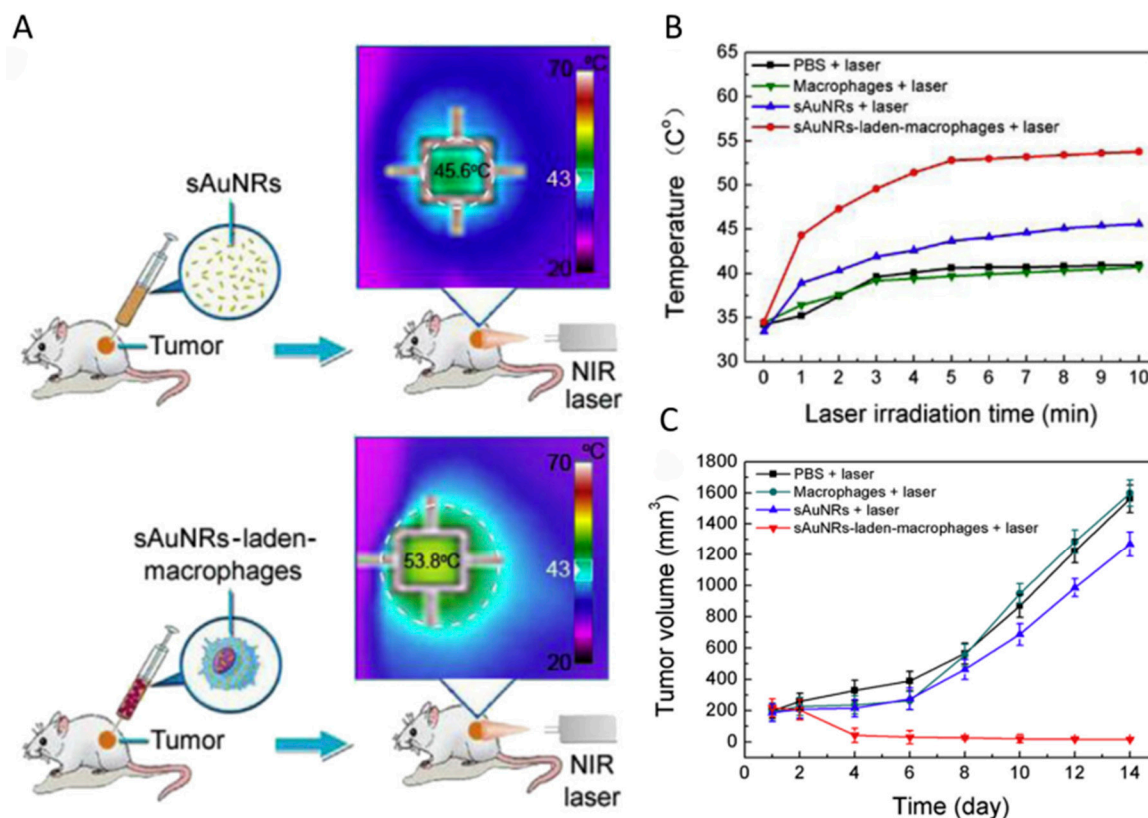 A
sAuNRs
Tumor
NIR
laser
70
°C
45.6°C
43
20
sAuNRs-laden-
macrophages
Tumor
NIR
laser
70
°C
53.8°C
43
20
B
PBS + laser
Macrophages + laser
sAuNRs + laser
sAuNRs-laden-macrophages + laser
Temperature (C°)
65
60
55
50
45
40
35
30
0 1 2 3 4 5 6 7 8 9 10
Laser irradiation time (min)
C
PBS + laser
Macrophages + laser
sAuNRs + laser
sAuNRs-laden-macrophages + laser
Tumor volume (mm³)
1800
1600
1400
1200
1000
800
600
400
200
0
0 2 4 6 8 10 12 14
Time (day)